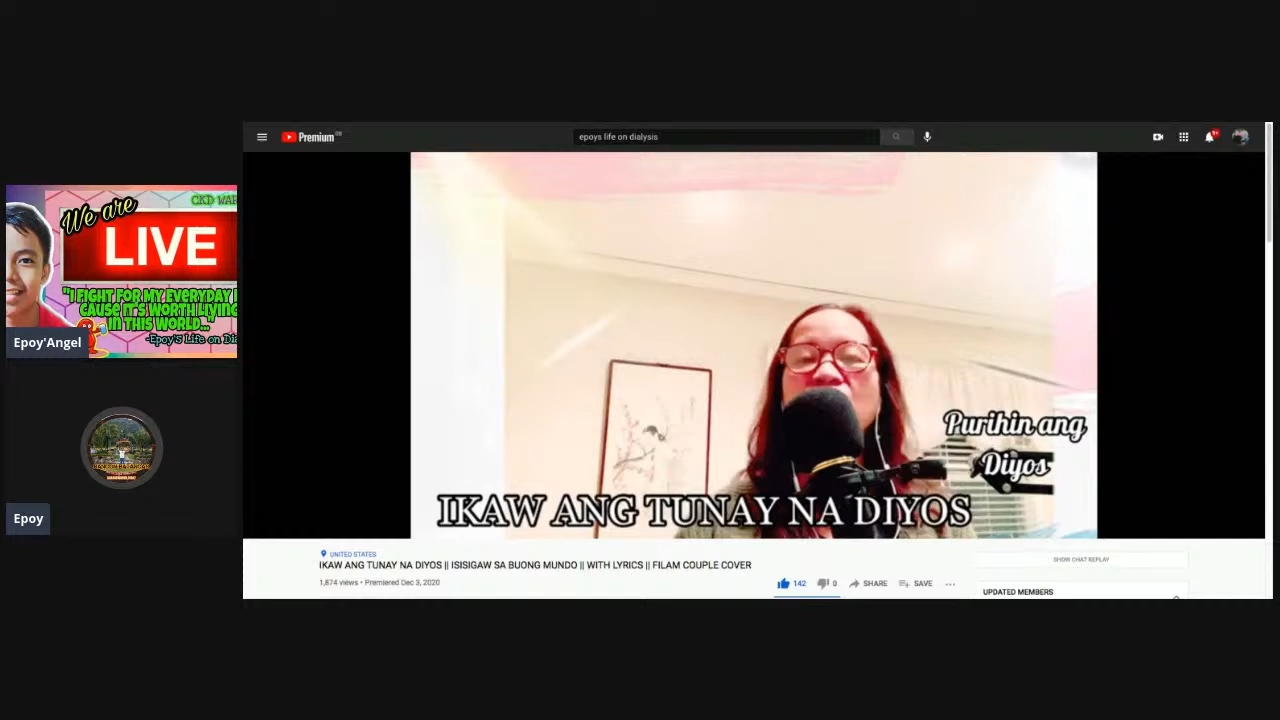 Premium
GB
epoys life on dialysis
9+
We are
CKD WAR
LIVE
"I FIGHT FOR MY EVERYDAY
CAUSE IT'S WORTH LIVING
IN THIS WORLD..."
-Epoy's Life on Dia
Epoy'Angel
Epoy
Purihin ang
Diyos
IKAW ANG TUNAY NA DIYOS
UNITED STATES
IKAW ANG TUNAY NA DIYOS || ISISIGAW SA BUONG MUNDO || WITH LYRICS || FILAM COUPLE COVER
1,874 views • Premiered Dec 3, 2020
142
0
SHARE
SAVE
SHOW CHAT REPLAY
UPDATED MEMBERS